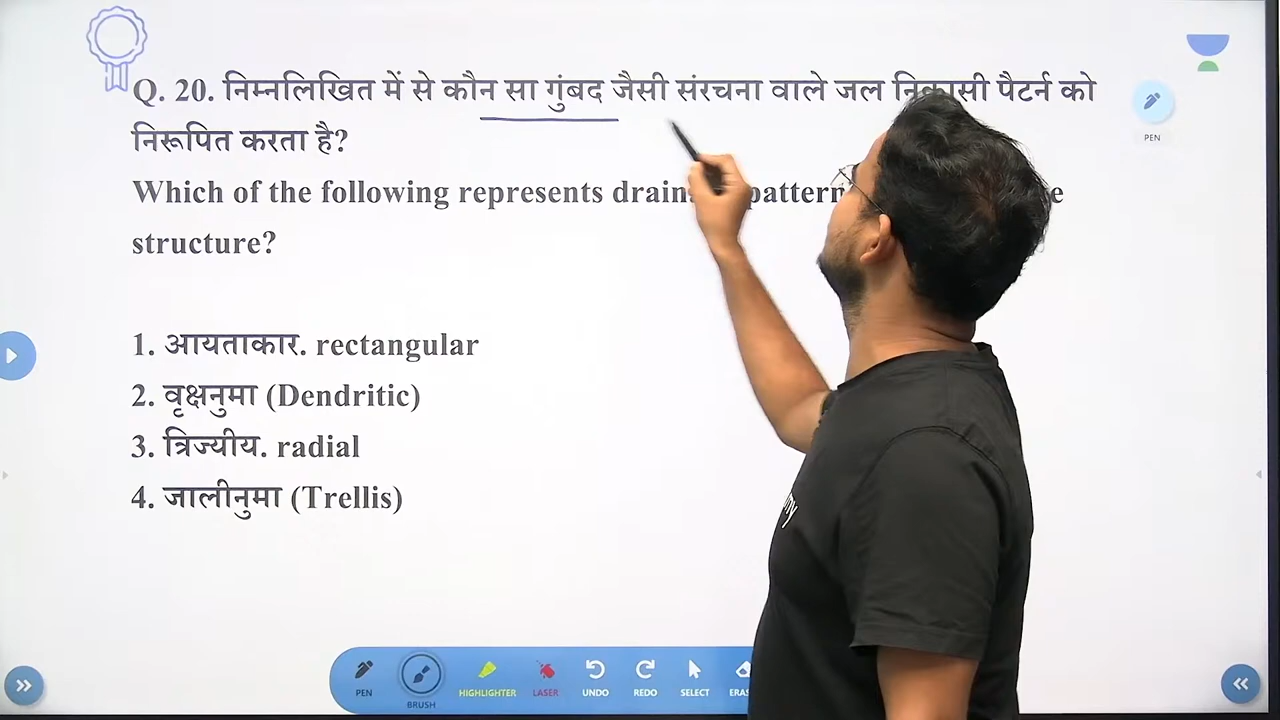 Q. 20. निम्नलिखित में से कौन सा गुंबद जैसी संरचना वाले जल निकासी पैटर्न को
निरूपित करता है?
Which of the following represents pattern
structure?
1. आयताकार. rectangular
2. वृक्षनुमा (Dendritic)
3. त्रिज्यीय. radial
4. जालीनुमा (Trellis)
PEN
PEN
BRUSH
HIGHLIGHTER
LASER
UNDO
REDO
SELECT